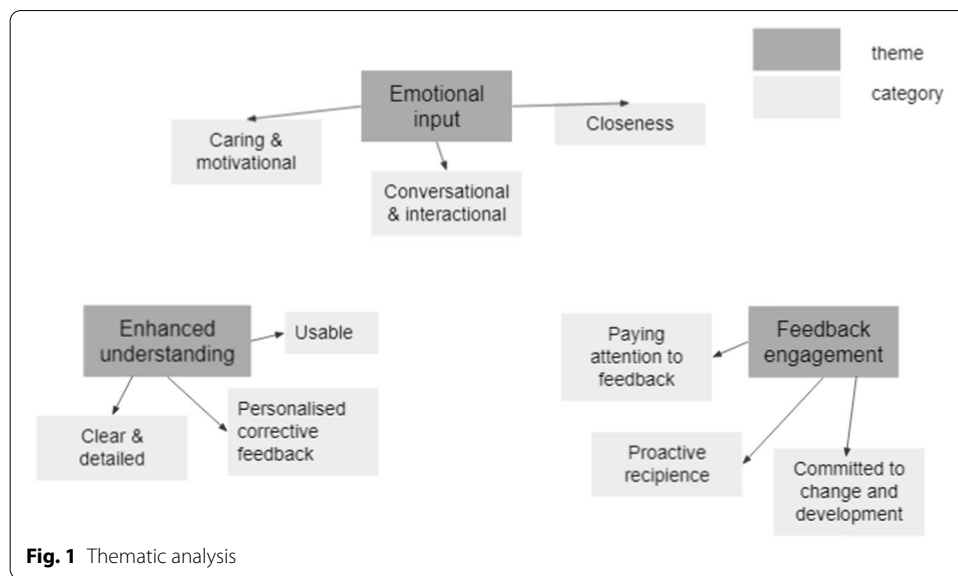 theme
category
Emotional
input
Caring &
motivational
Closeness
Conversational
& interactional
Enhanced
understanding
Usable
Clear &
detailed
Personalised
corrective
feedback
Feedback
engagement
Paying
attention to
feedback
Proactive
recipience
Committed to
change and
development
Fig. 1 Thematic analysis